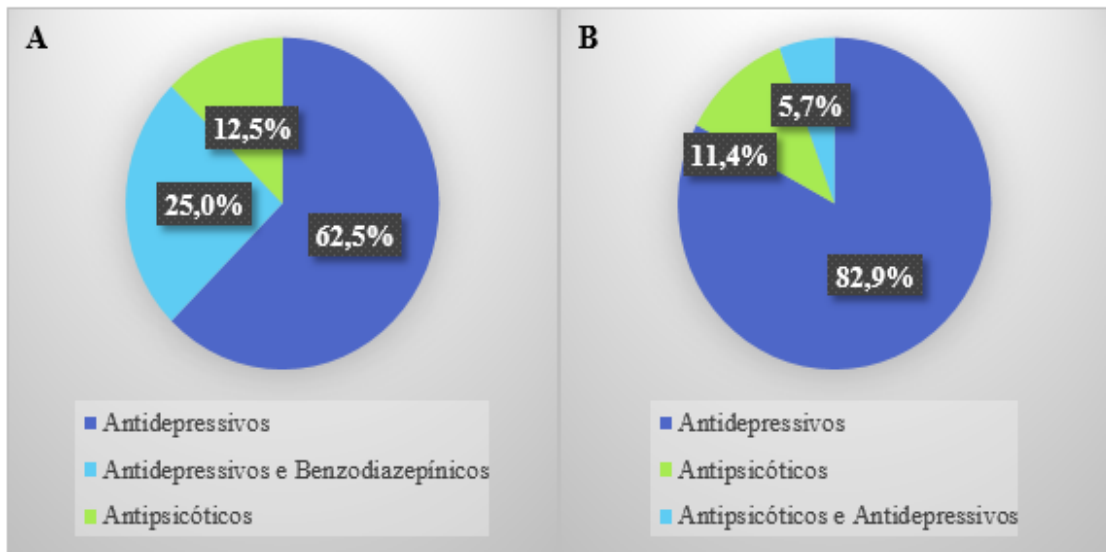 A
12,5%
25,0%
62,5%
Antidepressivos
Antidepressivos e Benzodiazepínicos
Antipsicóticos
B
5,7%
11,4%
82,9%
Antidepressivos
Antipsicóticos
Antipsicóticos e Antidepressivos